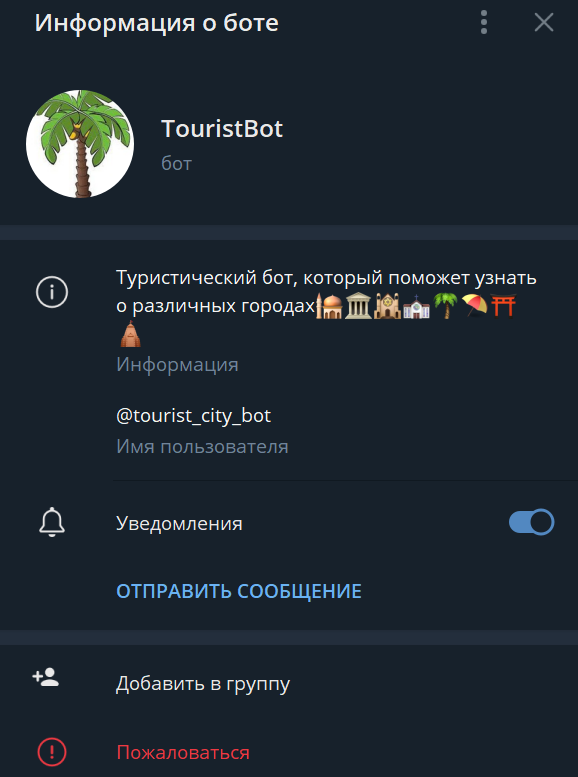 Информация о боте
TouristBot
бот
Туристический бот, который поможет узнать
о различных городах🕌🏛🕍⛪🌴⛱⛩
🛕
Информация
@tourist_city_bot
Имя пользователя
Уведомления
ОТПРАВИТЬ СООБЩЕНИЕ
Добавить в группу
Пожаловаться